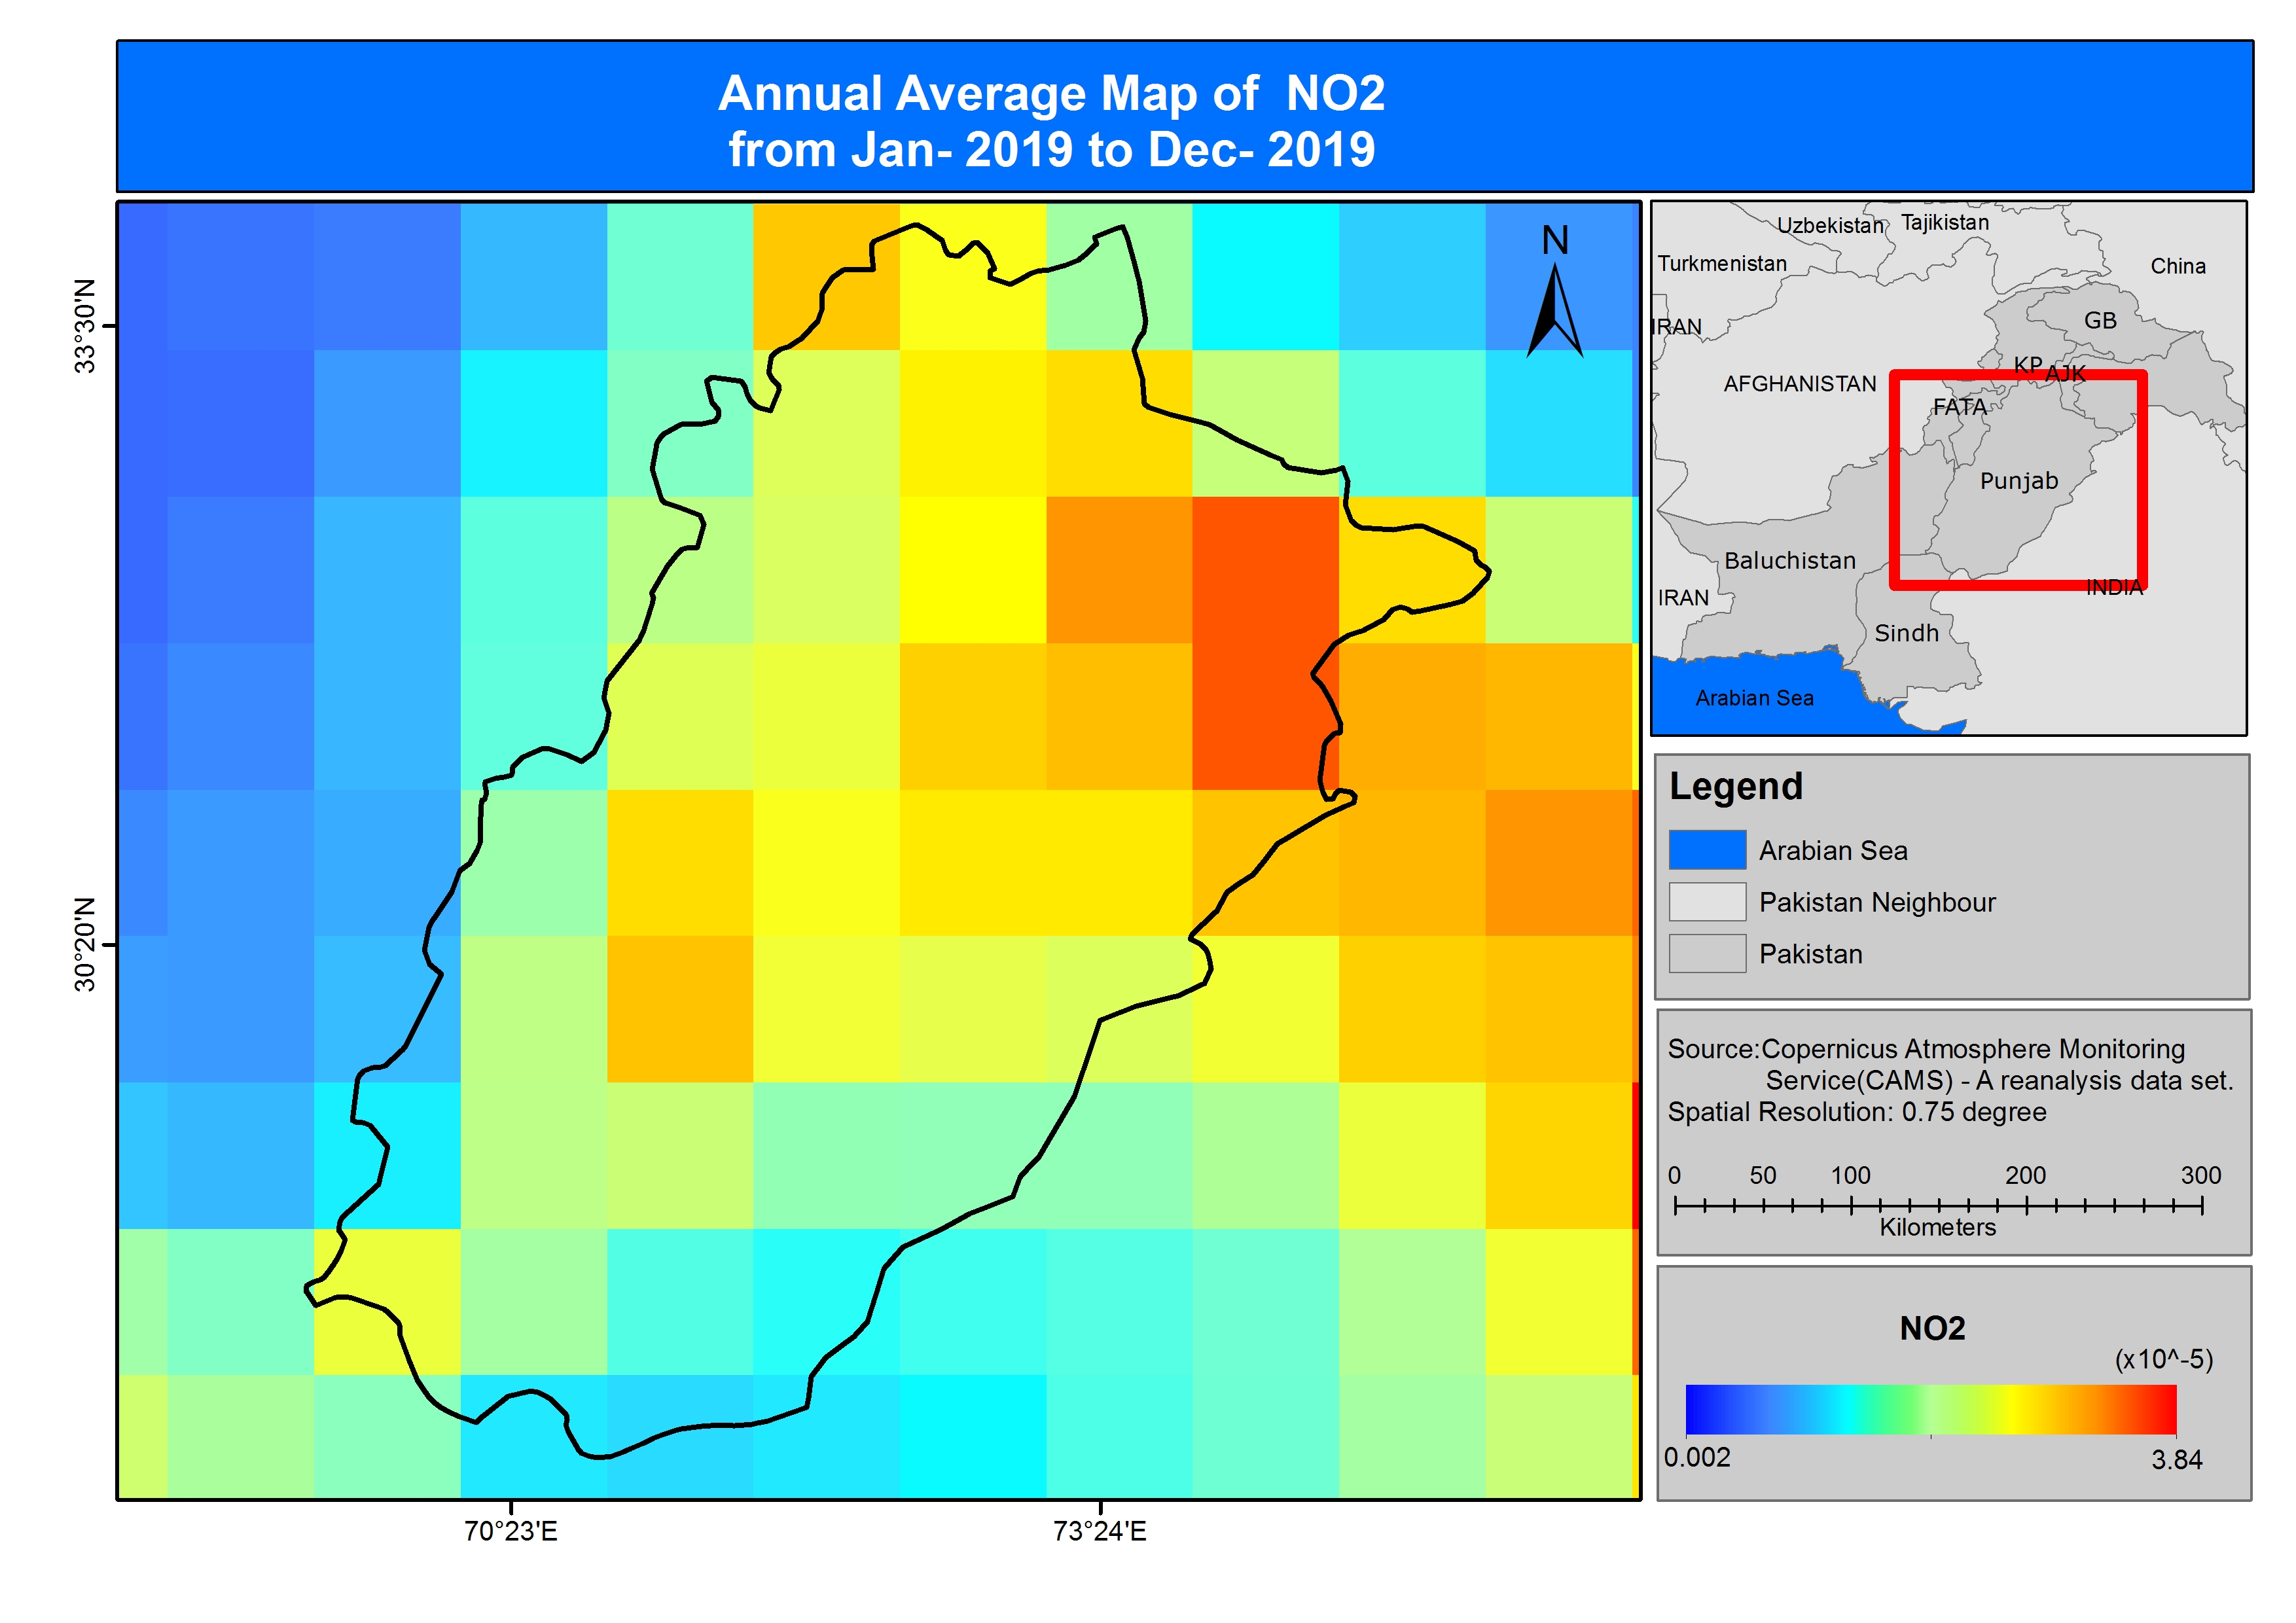 Annual Average Map of  NO2
from Jan- 2019 to Dec- 2019
33°30'N
30°20'N
70°23'E
73°24'E
N
Uzbekistan
Tajikistan
Turkmenistan
China
IRAN
GB
KP
AJK
AFGHANISTAN
FATA
Punjab
Baluchistan
INDIA
IRAN
Sindh
Arabian Sea
Legend
Arabian Sea
Pakistan Neighbour
Pakistan
Source:Copernicus Atmosphere Monitoring
Service(CAMS) - A reanalysis data set.
Spatial Resolution: 0.75 degree
0 50 100 200 300
Kilometers
NO2
(x10^-5)
0.002 3.84